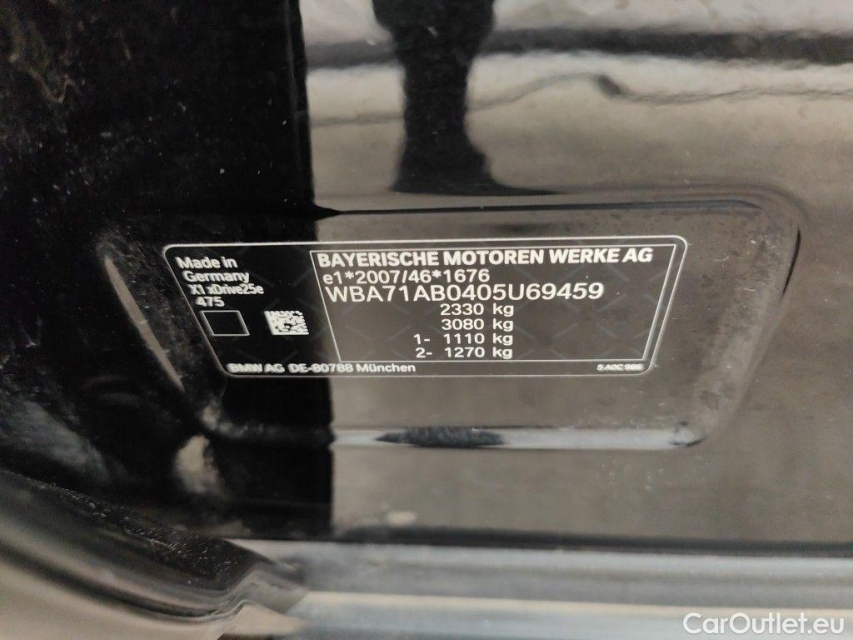 Made in
Germany
X1 xDrive25e
475
BAYERISCHE MOTOREN WERKE AG
e1*2007/46*1676
WBA71AB0405U69459
2330 kg
3080 kg
1- 1110 kg
2- 1270 kg
BMW AG DE-80788 München
CarOutlet.eu